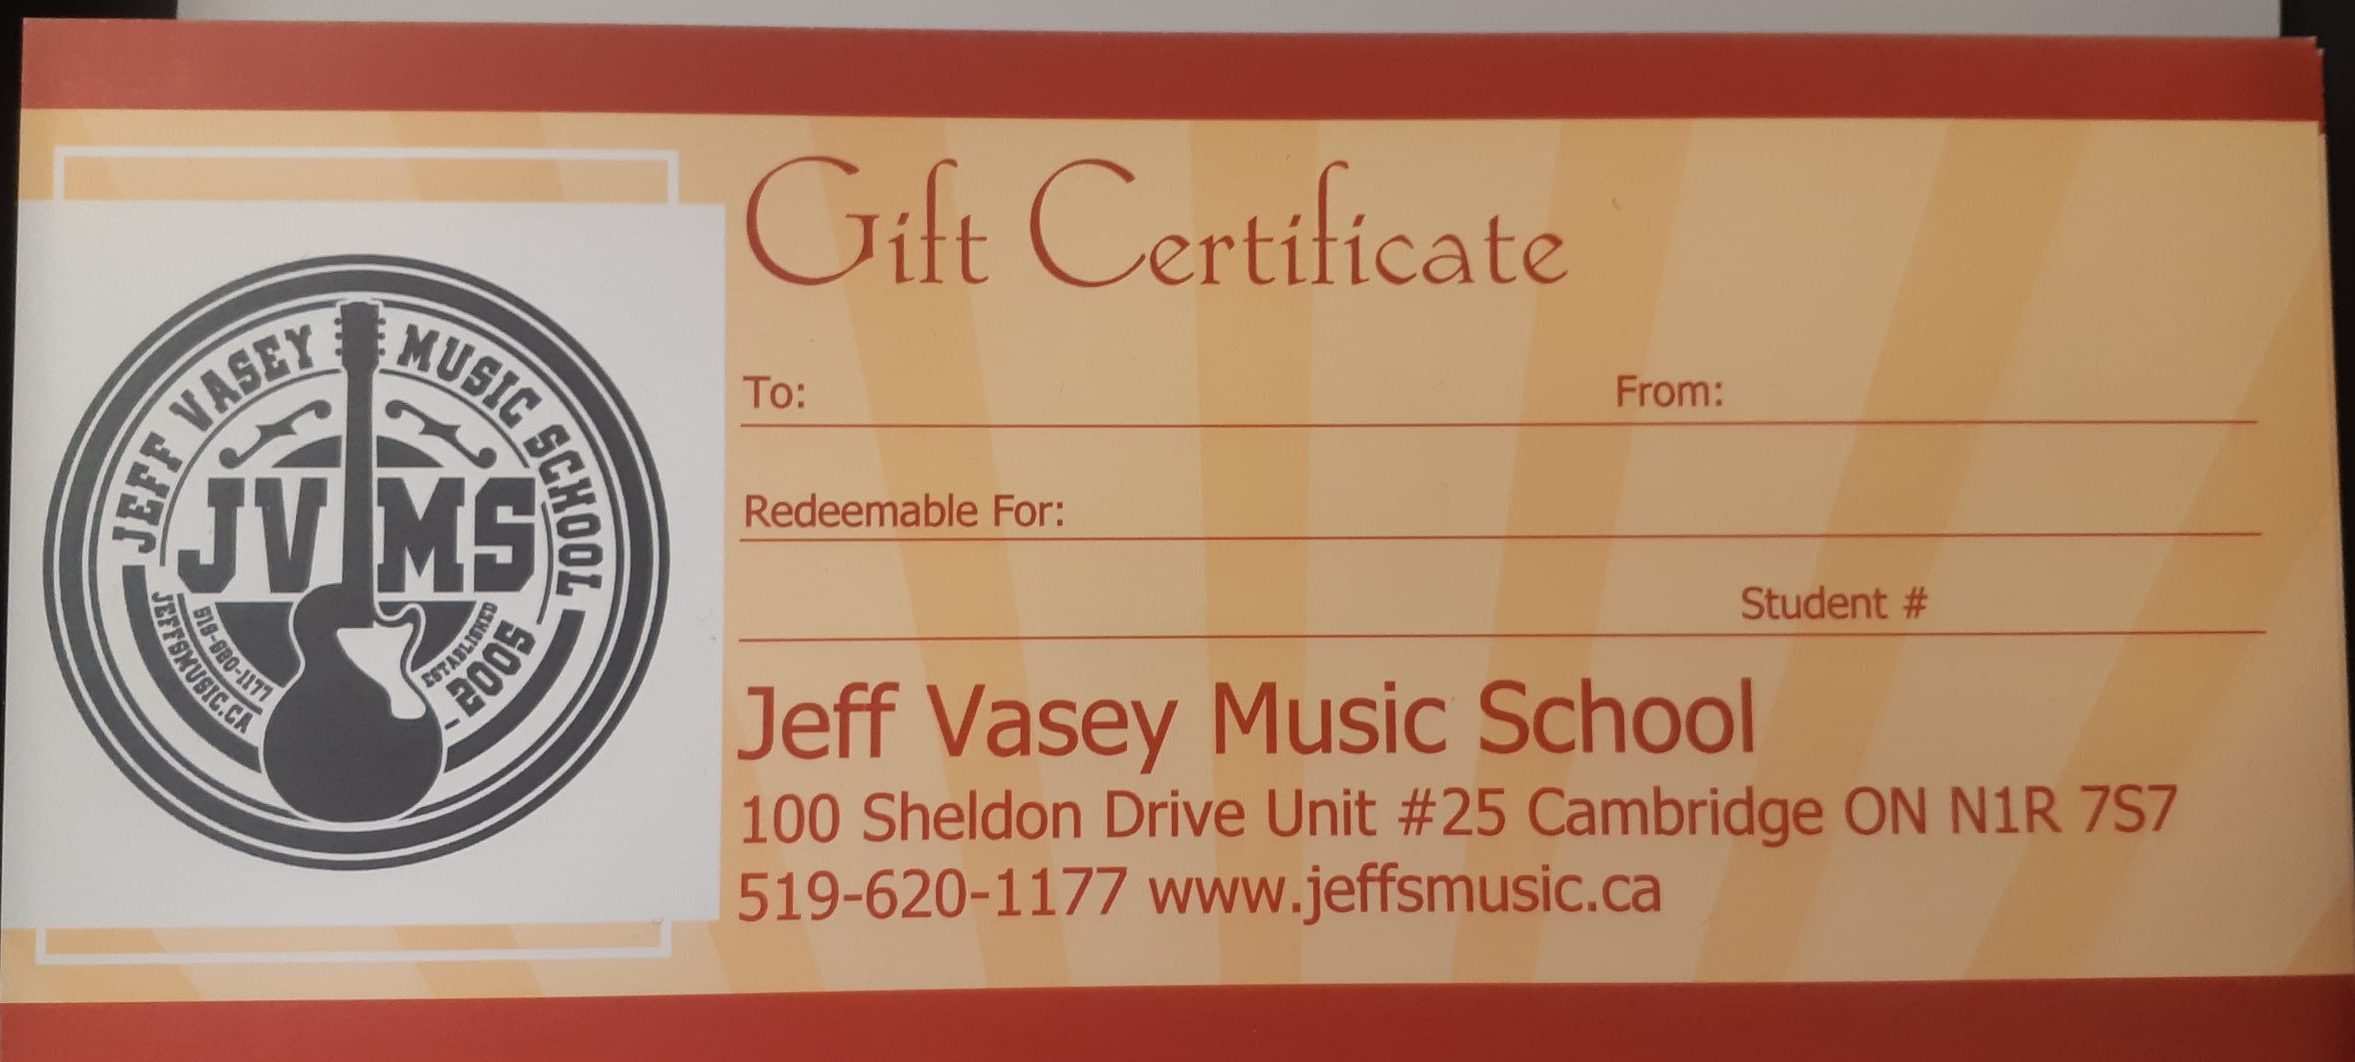 Gift Certificate
To: From:
Redeemable For:
Student #
Jeff Vasey Music School
100 Sheldon Drive Unit #25 Cambridge ON N1R 7S7
519-620-1177 www.jeffsmusic.ca
JEFF VASEY MUSIC SCHOOL
JVMS
519-620-1177
JEFFSMUSIC.CA
ESTABLISHED
2005